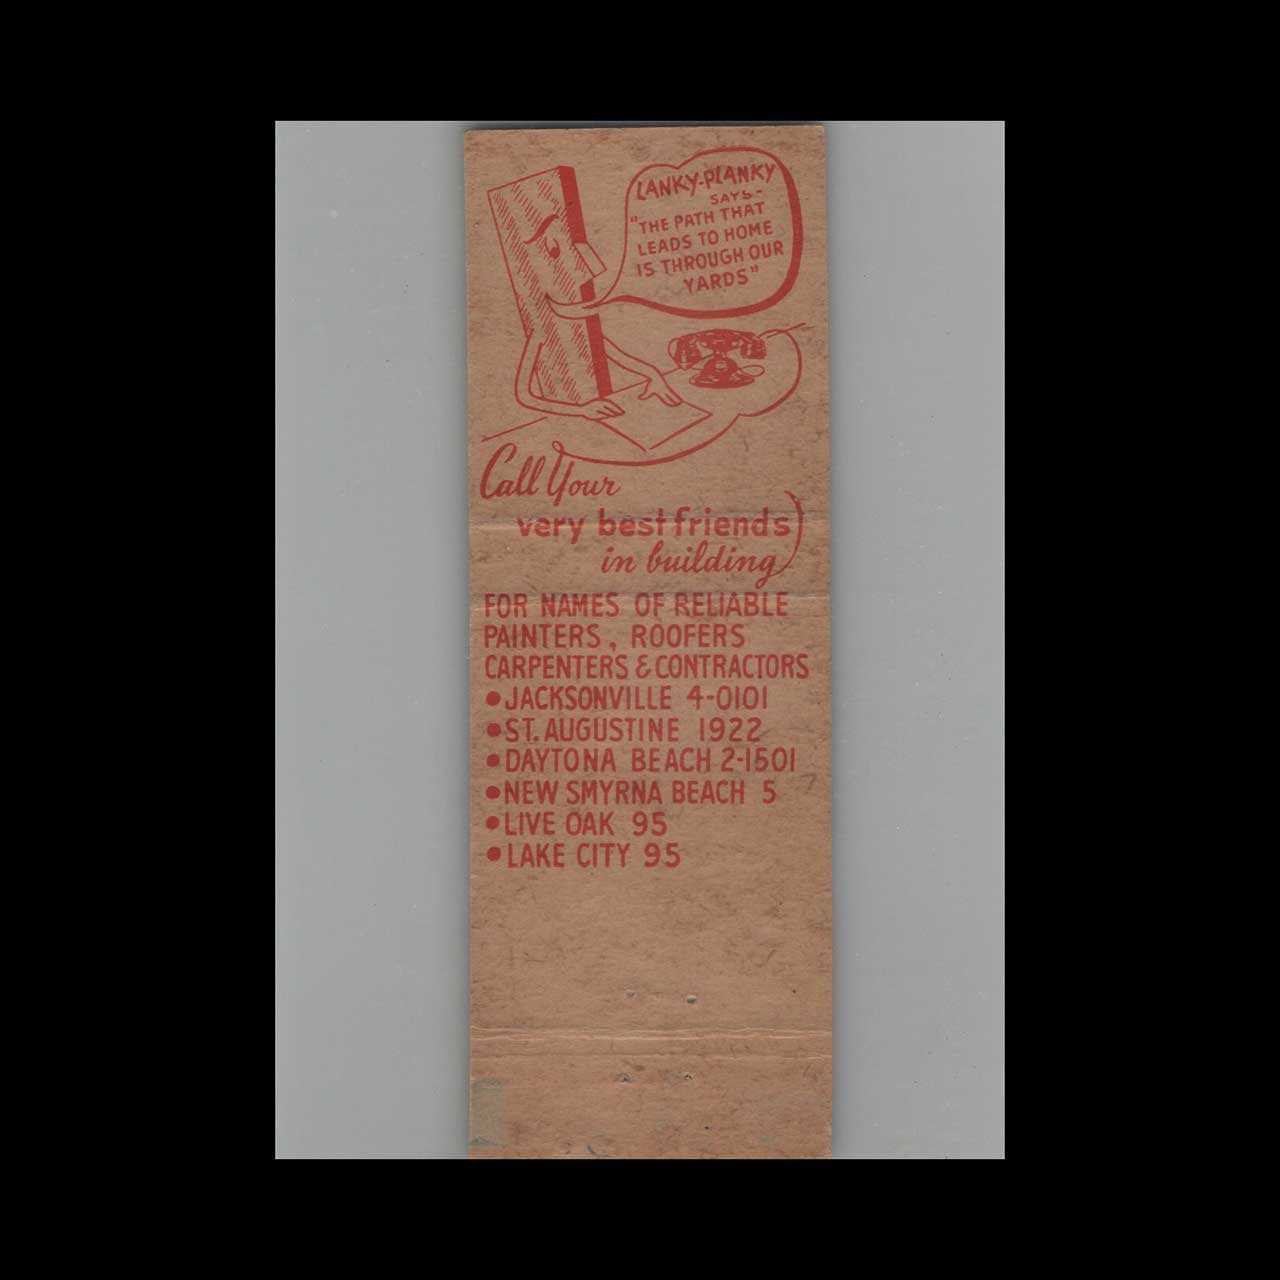 LANKY-PLANKY
SAYS-
"THE PATH THAT
LEADS TO HOME
IS THROUGH OUR
YARDS"
Call Your
very best friends
in building
FOR NAMES OF RELIABLE
PAINTERS, ROOFERS
CARPENTERS & CONTRACTORS
• JACKSONVILLE 4-0101
• ST. AUGUSTINE 1922
• DAYTONA BEACH 2-1501
• NEW SMYRNA BEACH 5
• LIVE OAK 95
• LAKE CITY 95